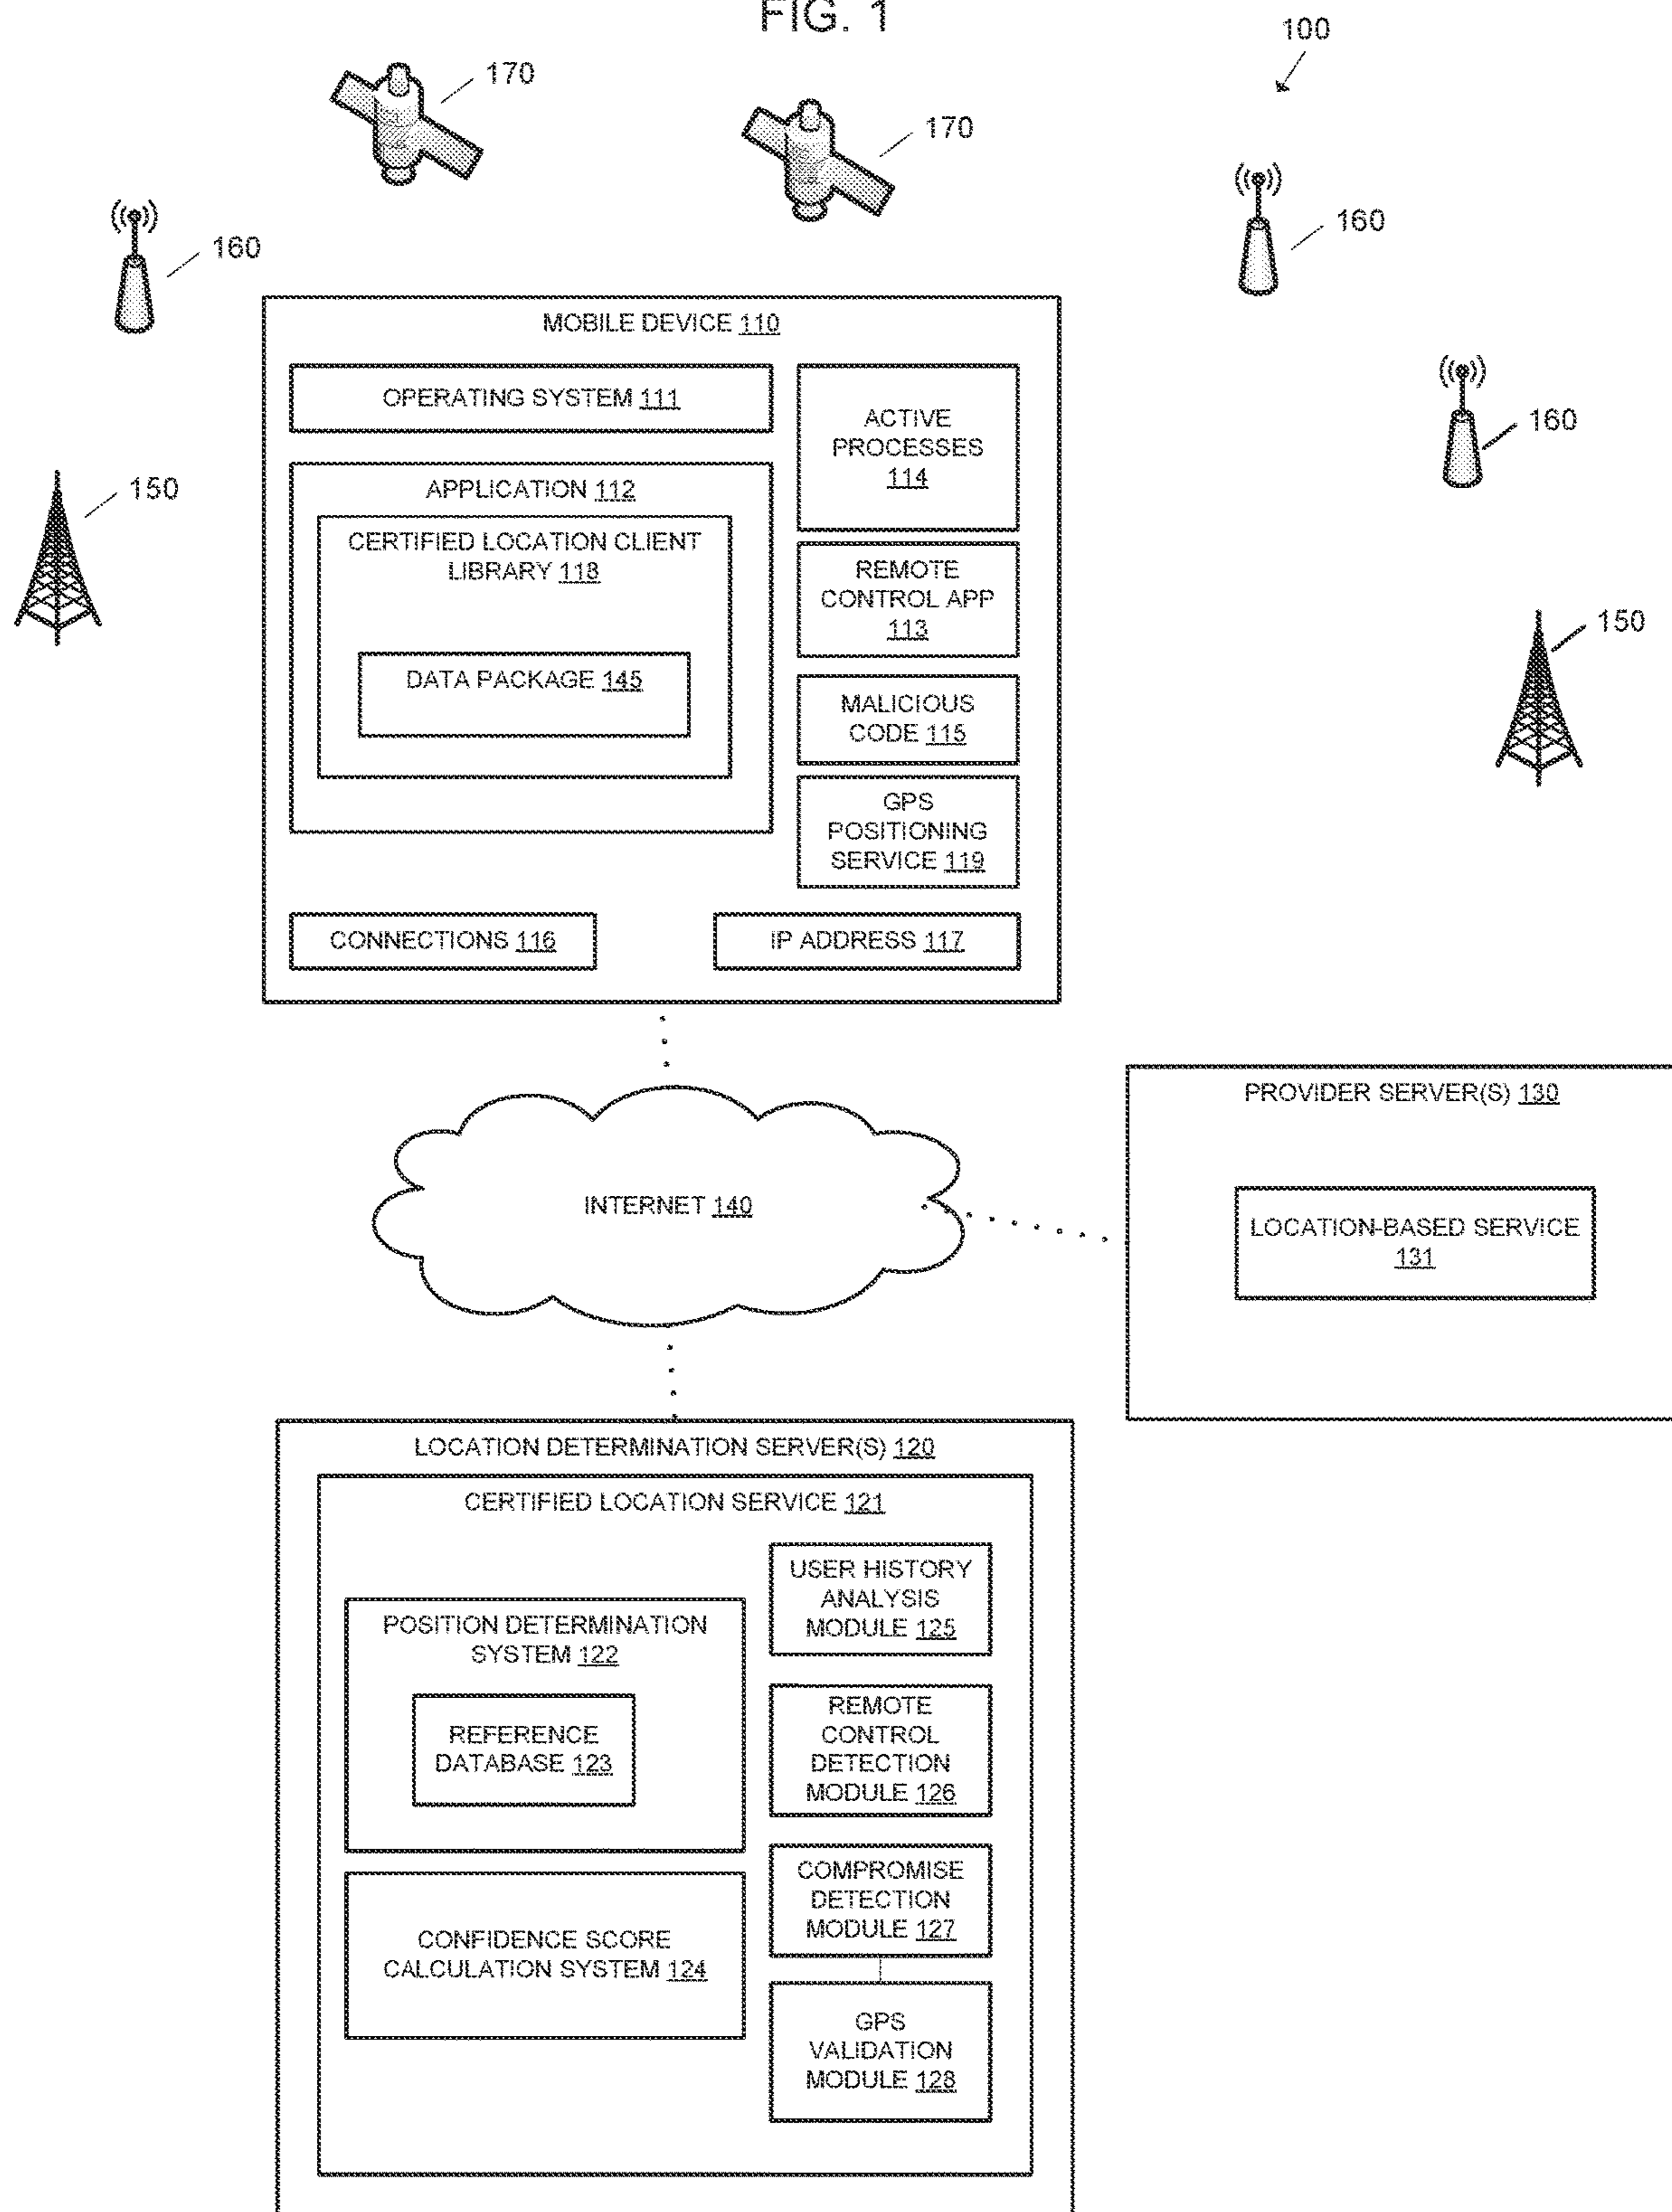 FIG. 1
100
170
170
160
160
MOBILE DEVICE 110
OPERATING SYSTEM 111
ACTIVE
PROCESSES
114
160
APPLICATION 112
150
CERTIFIED LOCATION CLIENT
LIBRARY 118
REMOTE
CONTROL APP
113
150
DATA PACKAGE 145
MALICIOUS
CODE 115
GPS
POSITIONING
SERVICE 119
CONNECTIONS 116
IP ADDRESS 117
PROVIDER SERVER(S) 130
INTERNET 140
LOCATION-BASED SERVICE
131
LOCATION DETERMINATION SERVER(S) 120
CERTIFIED LOCATION SERVICE 121
USER HISTORY
ANALYSIS
MODULE 125
POSITION DETERMINATION
SYSTEM 122
REFERENCE
DATABASE 123
REMOTE
CONTROL
DETECTION
MODULE 126
COMPROMISE
DETECTION
MODULE 127
CONFIDENCE SCORE
CALCULATION SYSTEM 124
GPS
VALIDATION
MODULE 128